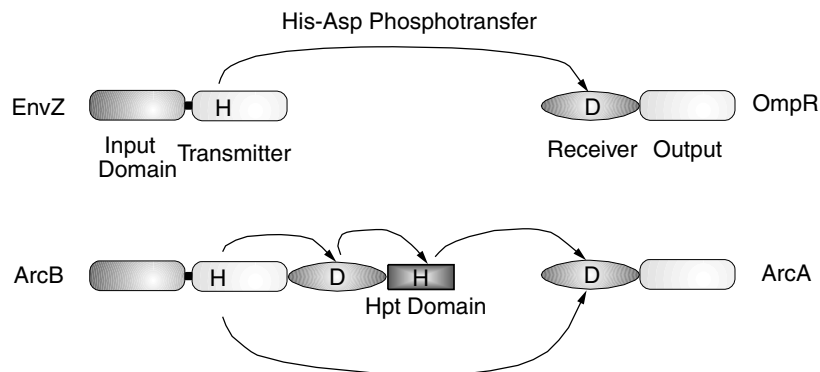 His-Asp Phosphotransfer
EnvZ
H
D
OmpR
Input
Domain
Transmitter
Receiver
Output
ArcB
H
D
H
D
ArcA
Hpt Domain